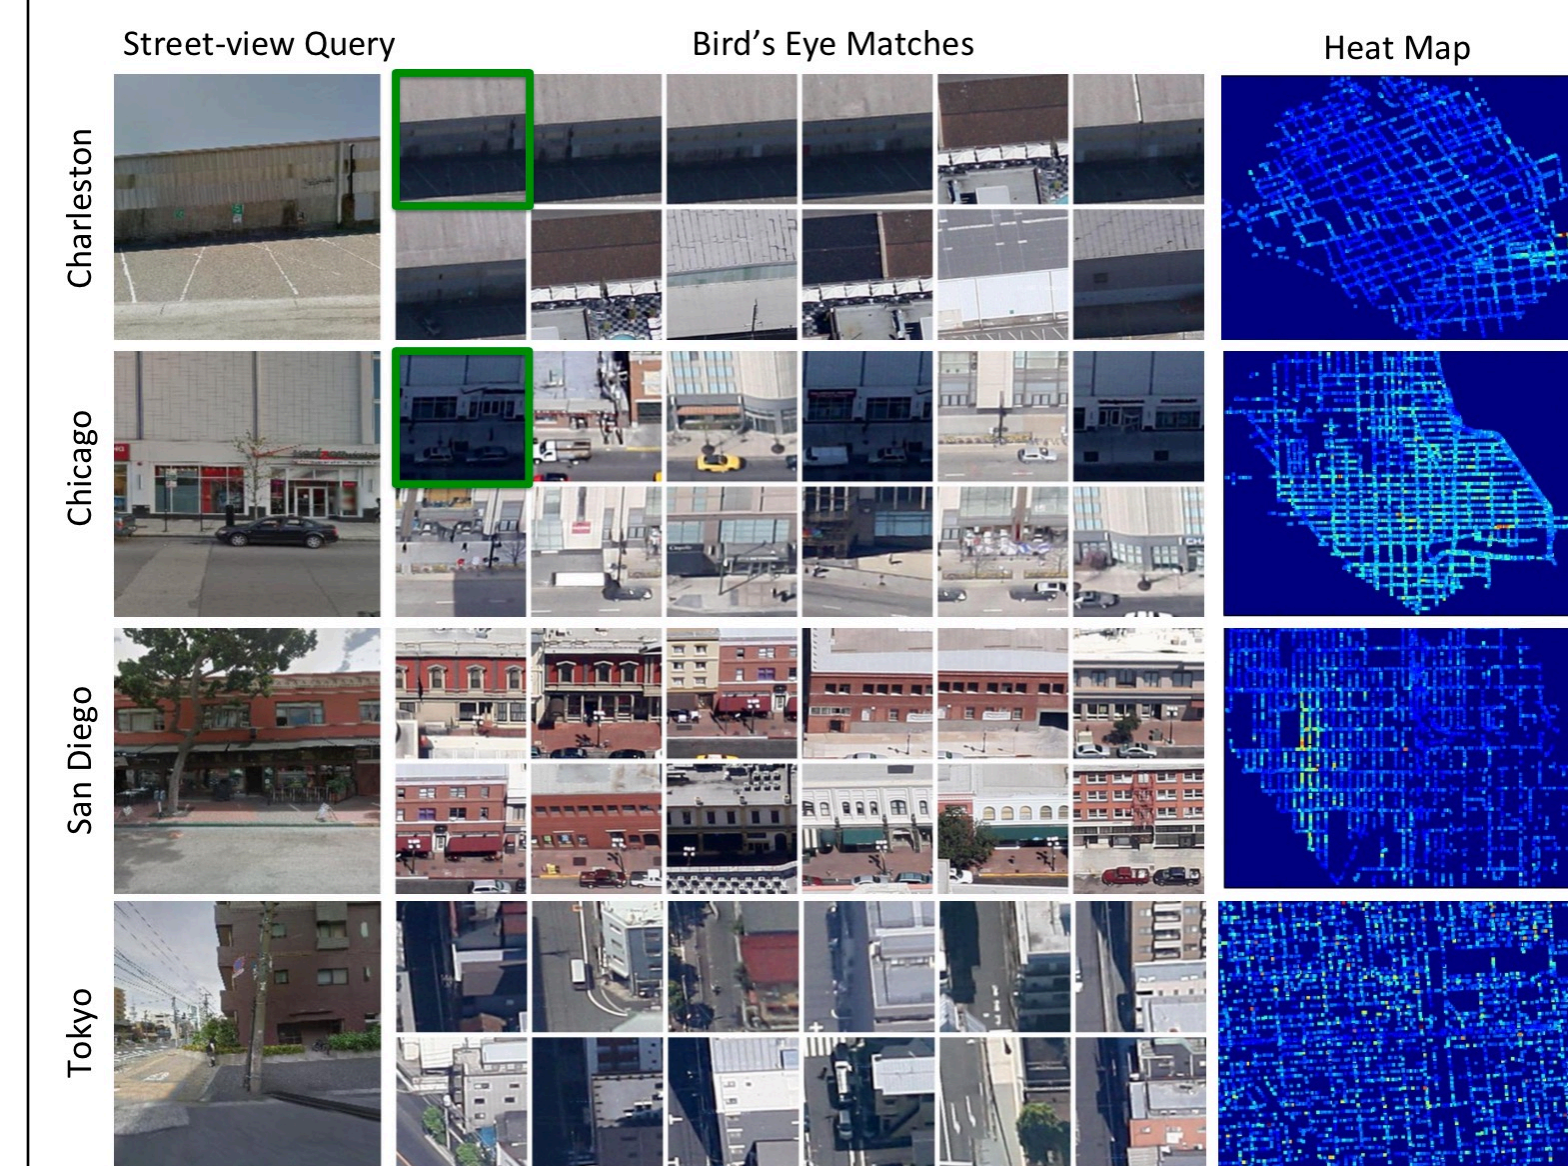 Street-view Query
Bird's Eye Matches
Heat Map
Charleston
Chicago
San Diego
Tokyo